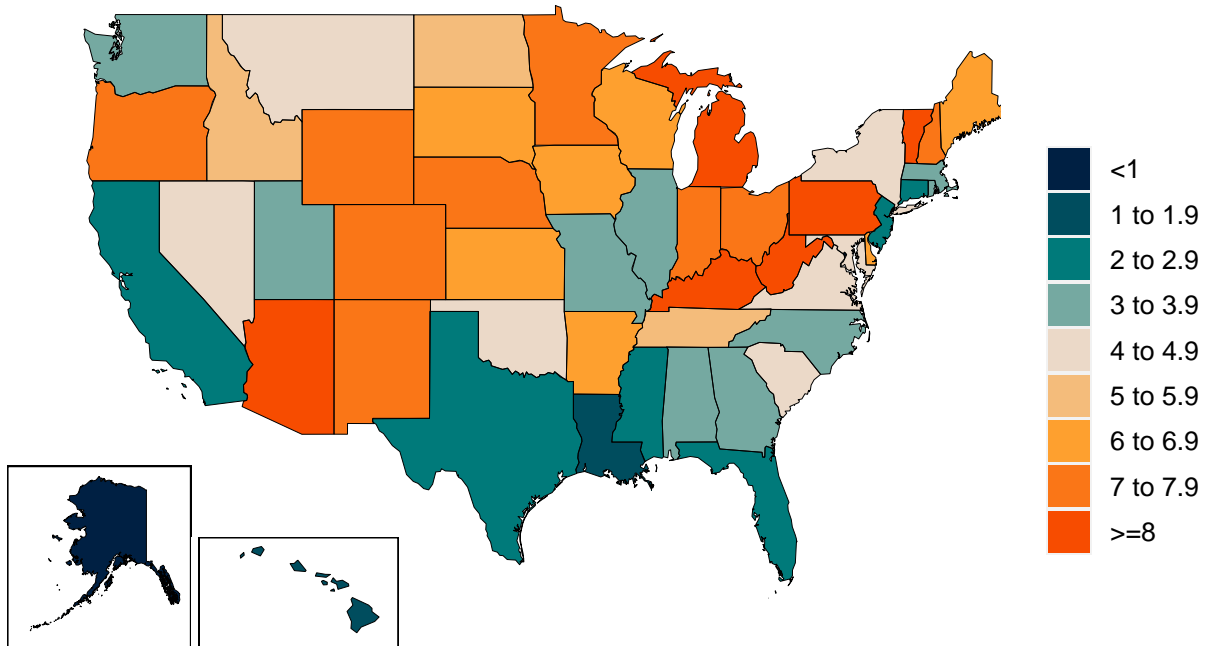 <1
1 to 1.9
2 to 2.9
3 to 3.9
4 to 4.9
5 to 5.9
6 to 6.9
7 to 7.9
>=8